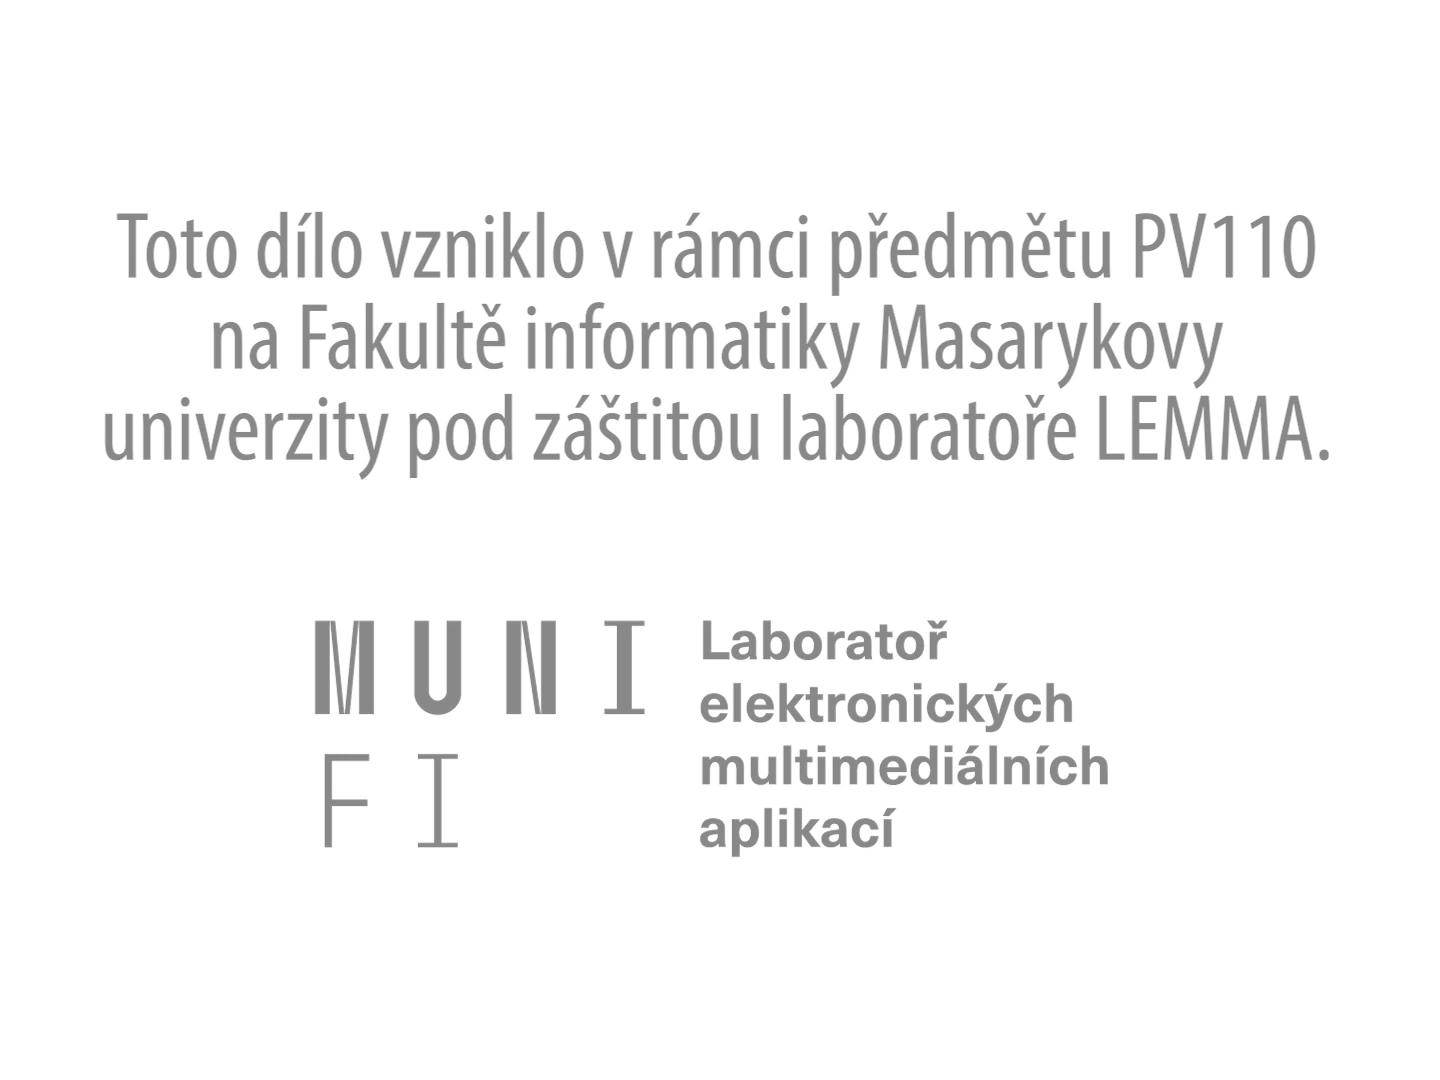 Toto dílo vzniklo v rámci předmětu PV110
na Fakultě informatiky Masarykovy
univerzity pod záštitou laboratoře LEMMA.
MUNI
FI
Laboratoř
elektronických
multimediálních
aplikací